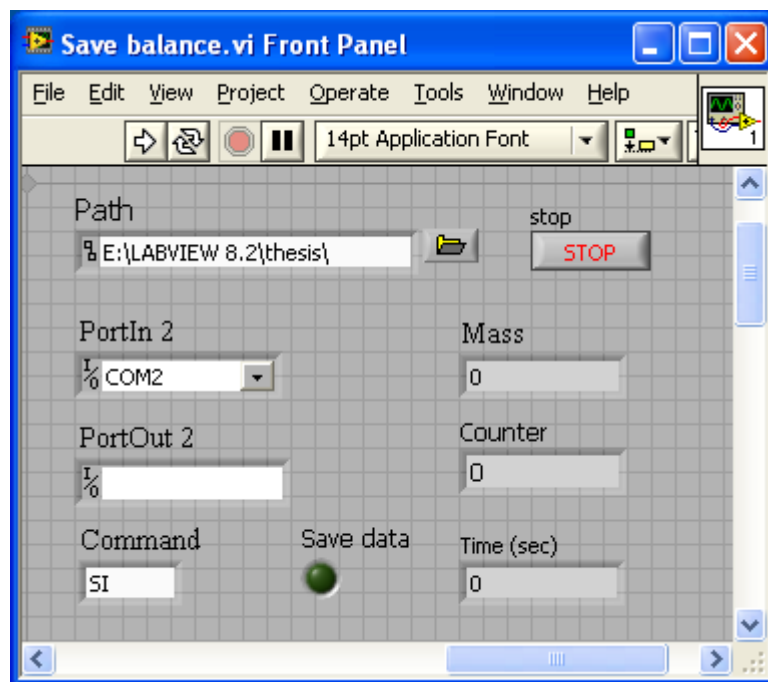 Save balance.vi Front Panel
File Edit View Project Operate Tools Window Help
14pt Application Font
1
Path
stop
E:\LABVIEW 8.2\thesis\
STOP
PortIn 2
Mass
I/O COM2
0
PortOut 2
Counter
I/O
0
Command
Save data
Time (sec)
SI
0